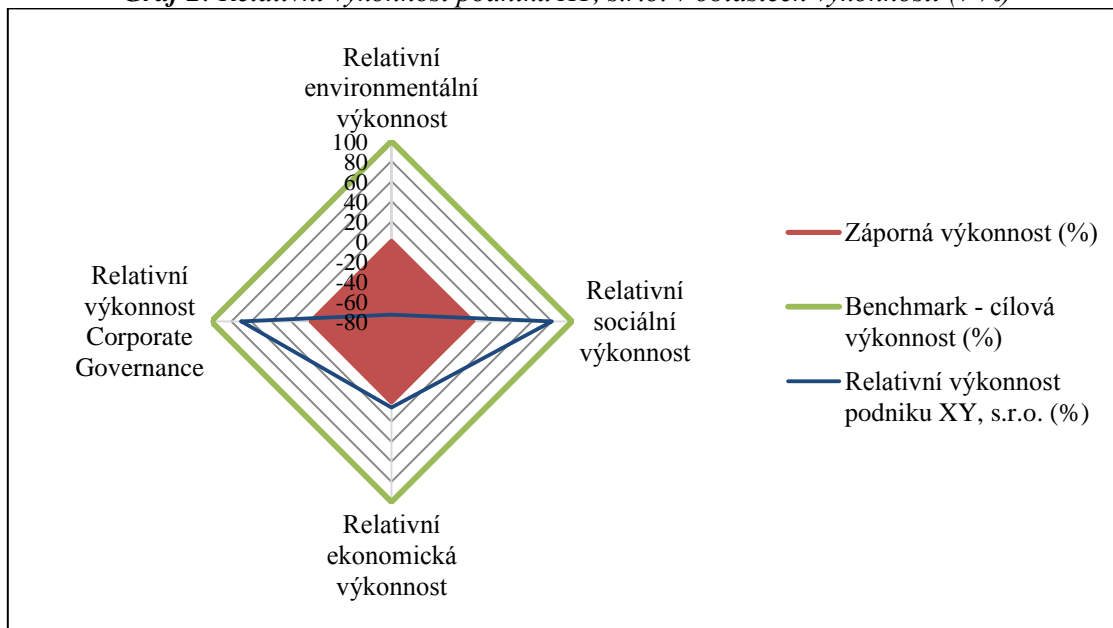 Relativní
environmentální
výkonnost
100
80
60
40
20
0
-20
-40
-60
-80
Relativní
sociální
výkonnost
Relativní
ekonomická
výkonnost
Relativní
výkonnost
Corporate
Governance
Záporná výkonnost (%)
Benchmark - cílová
výkonnost (%)
Relativní výkonnost
podniku XY, s.r.o. (%)